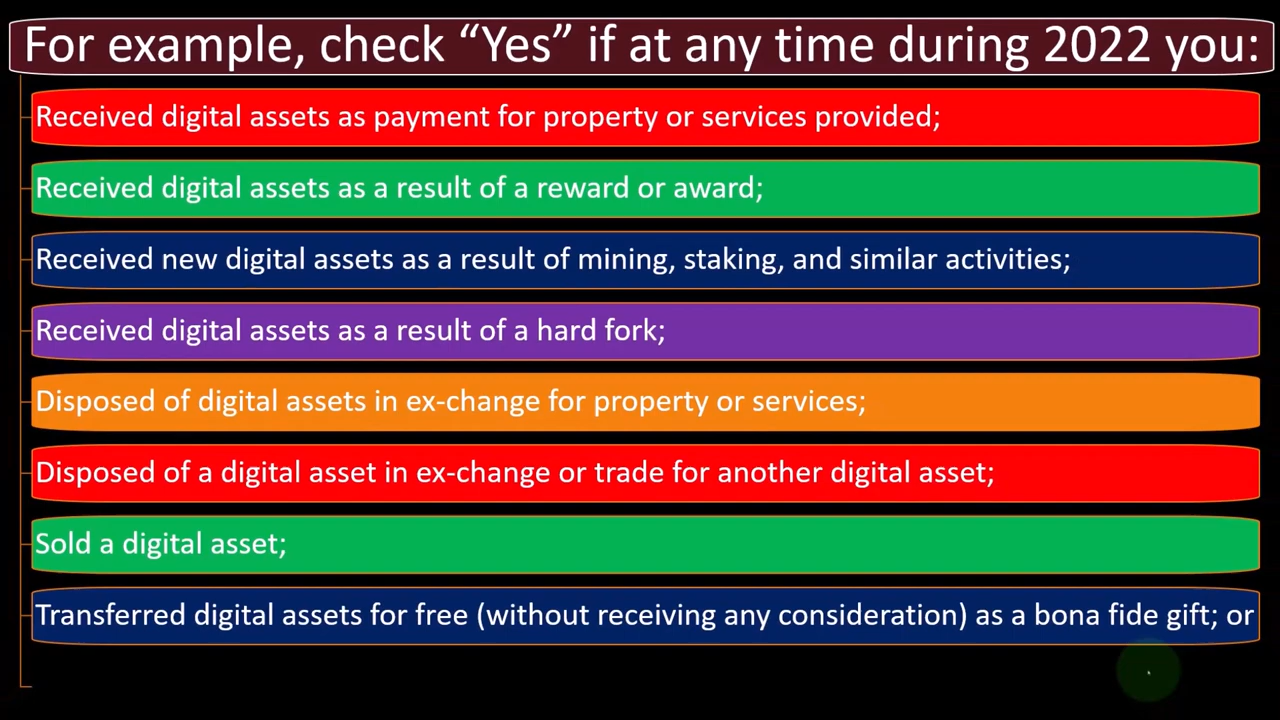 For example, check “Yes” if at any time during 2022 you:
Received digital assets as payment for property or services provided;
Received digital assets as a result of a reward or award;
Received new digital assets as a result of mining, staking, and similar activities;
Received digital assets as a result of a hard fork;
Disposed of digital assets in ex-change for property or services;
Disposed of a digital asset in ex-change or trade for another digital asset;
Sold a digital asset;
Transferred digital assets for free (without receiving any consideration) as a bona fide gift; or